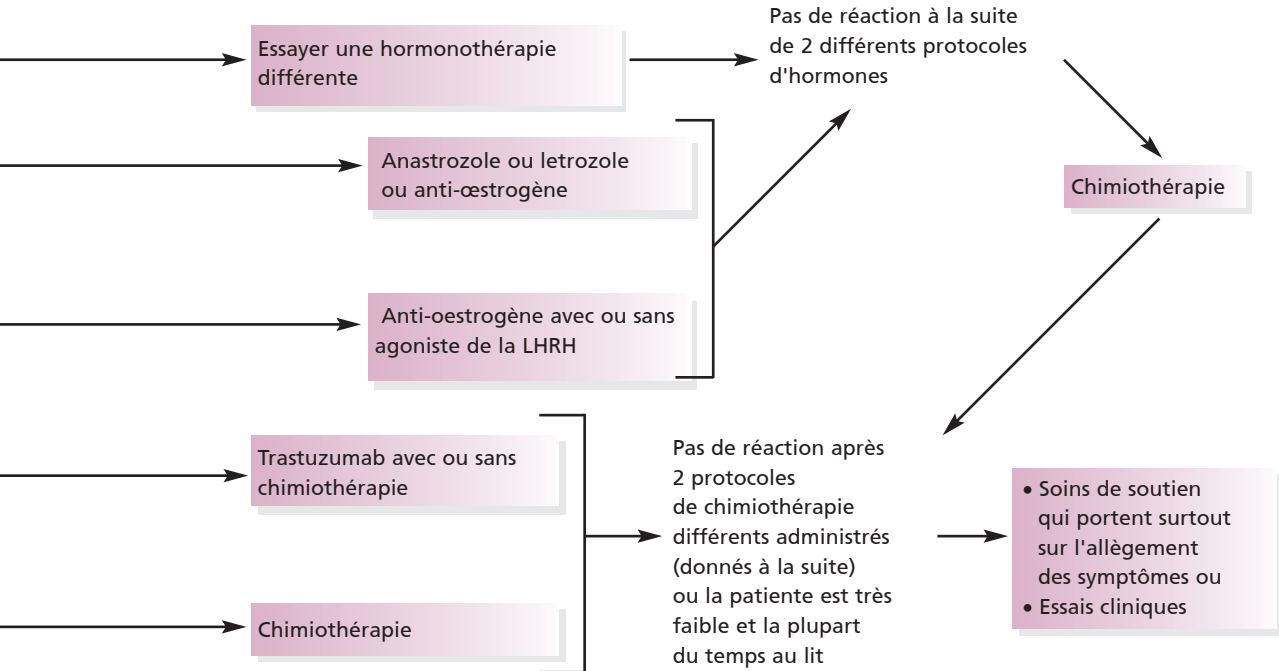 Essayer une hormonothérapie
différente
Pas de réaction à la suite
de 2 différents protocoles
d'hormones
Anastrozole ou letrozole
ou anti-œstrogène
Chimiothérapie
Anti-oestrogène avec ou sans
agoniste de la LHRH
Trastuzumab avec ou sans
chimiothérapie
Chimiothérapie
Pas de réaction après
2 protocoles
de chimiothérapie
différents administrés
(donnés à la suite)
ou la patiente est très
faible et la plupart
du temps au lit
• Soins de soutien
qui portent surtout
sur l'allègement
des symptômes ou
• Essais cliniques